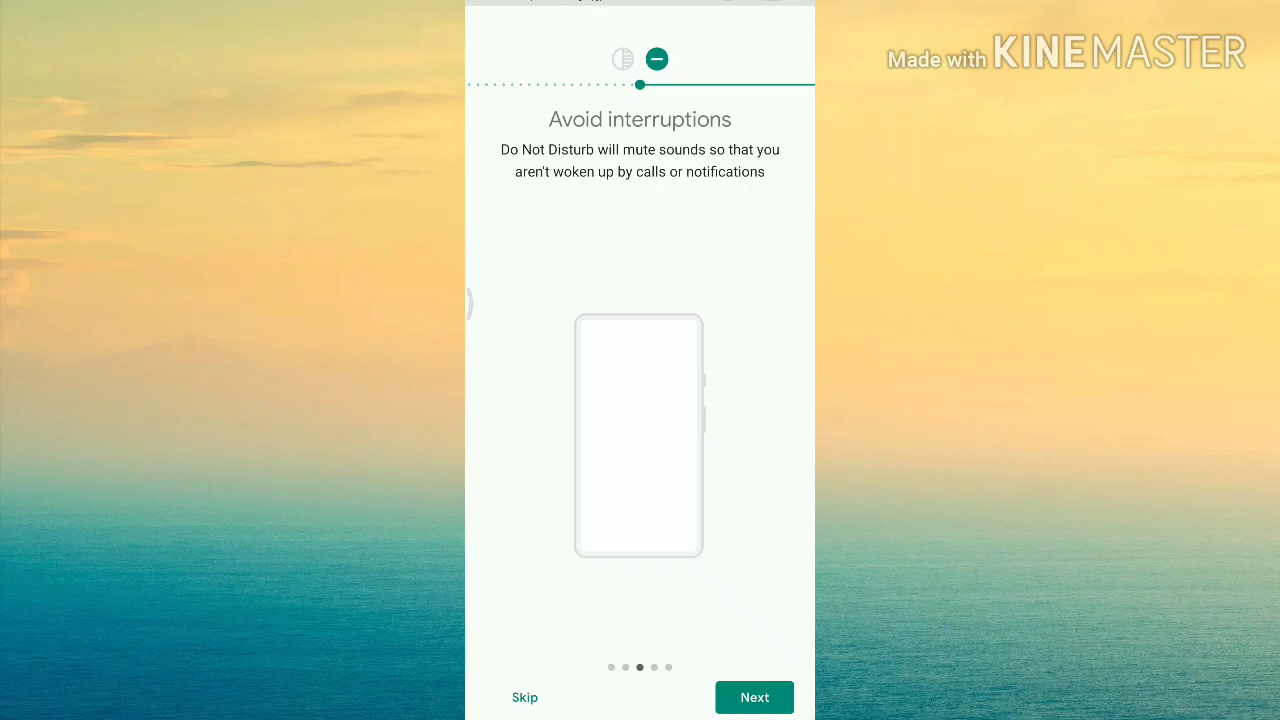 Made with KINEMASTER
Avoid interruptions
Do Not Disturb will mute sounds so that you
aren't woken up by calls or notifications
Skip
Next